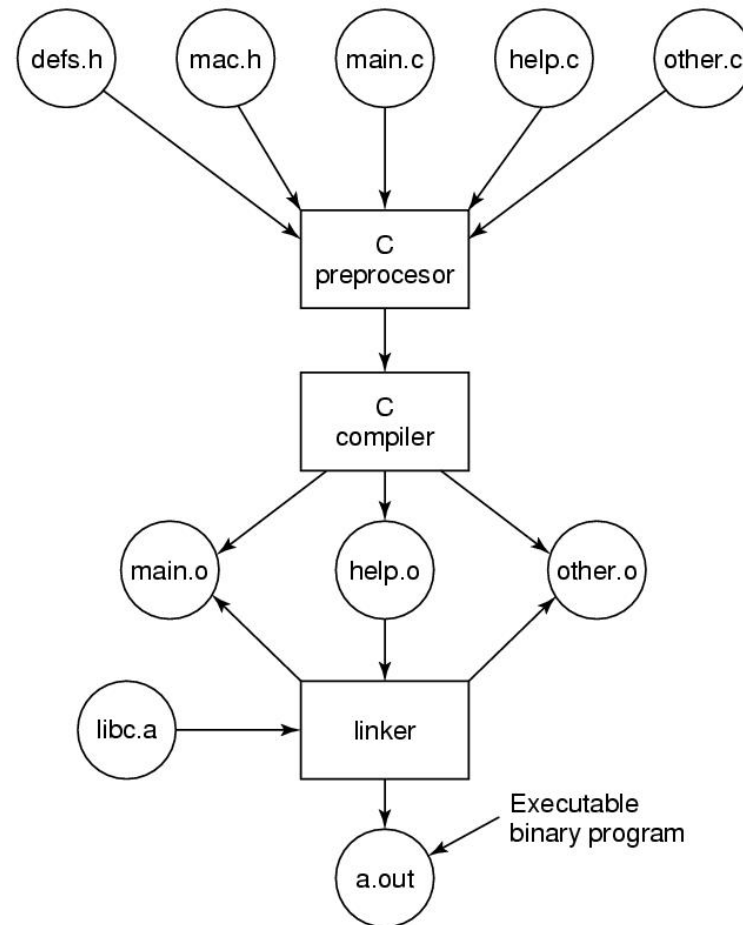 defs.h
mac.h
main.c
help.c
other.c
C
preprocesor
C
compiler
main.o
help.o
other.o
libc.a
linker
Executable
binary program
a.out